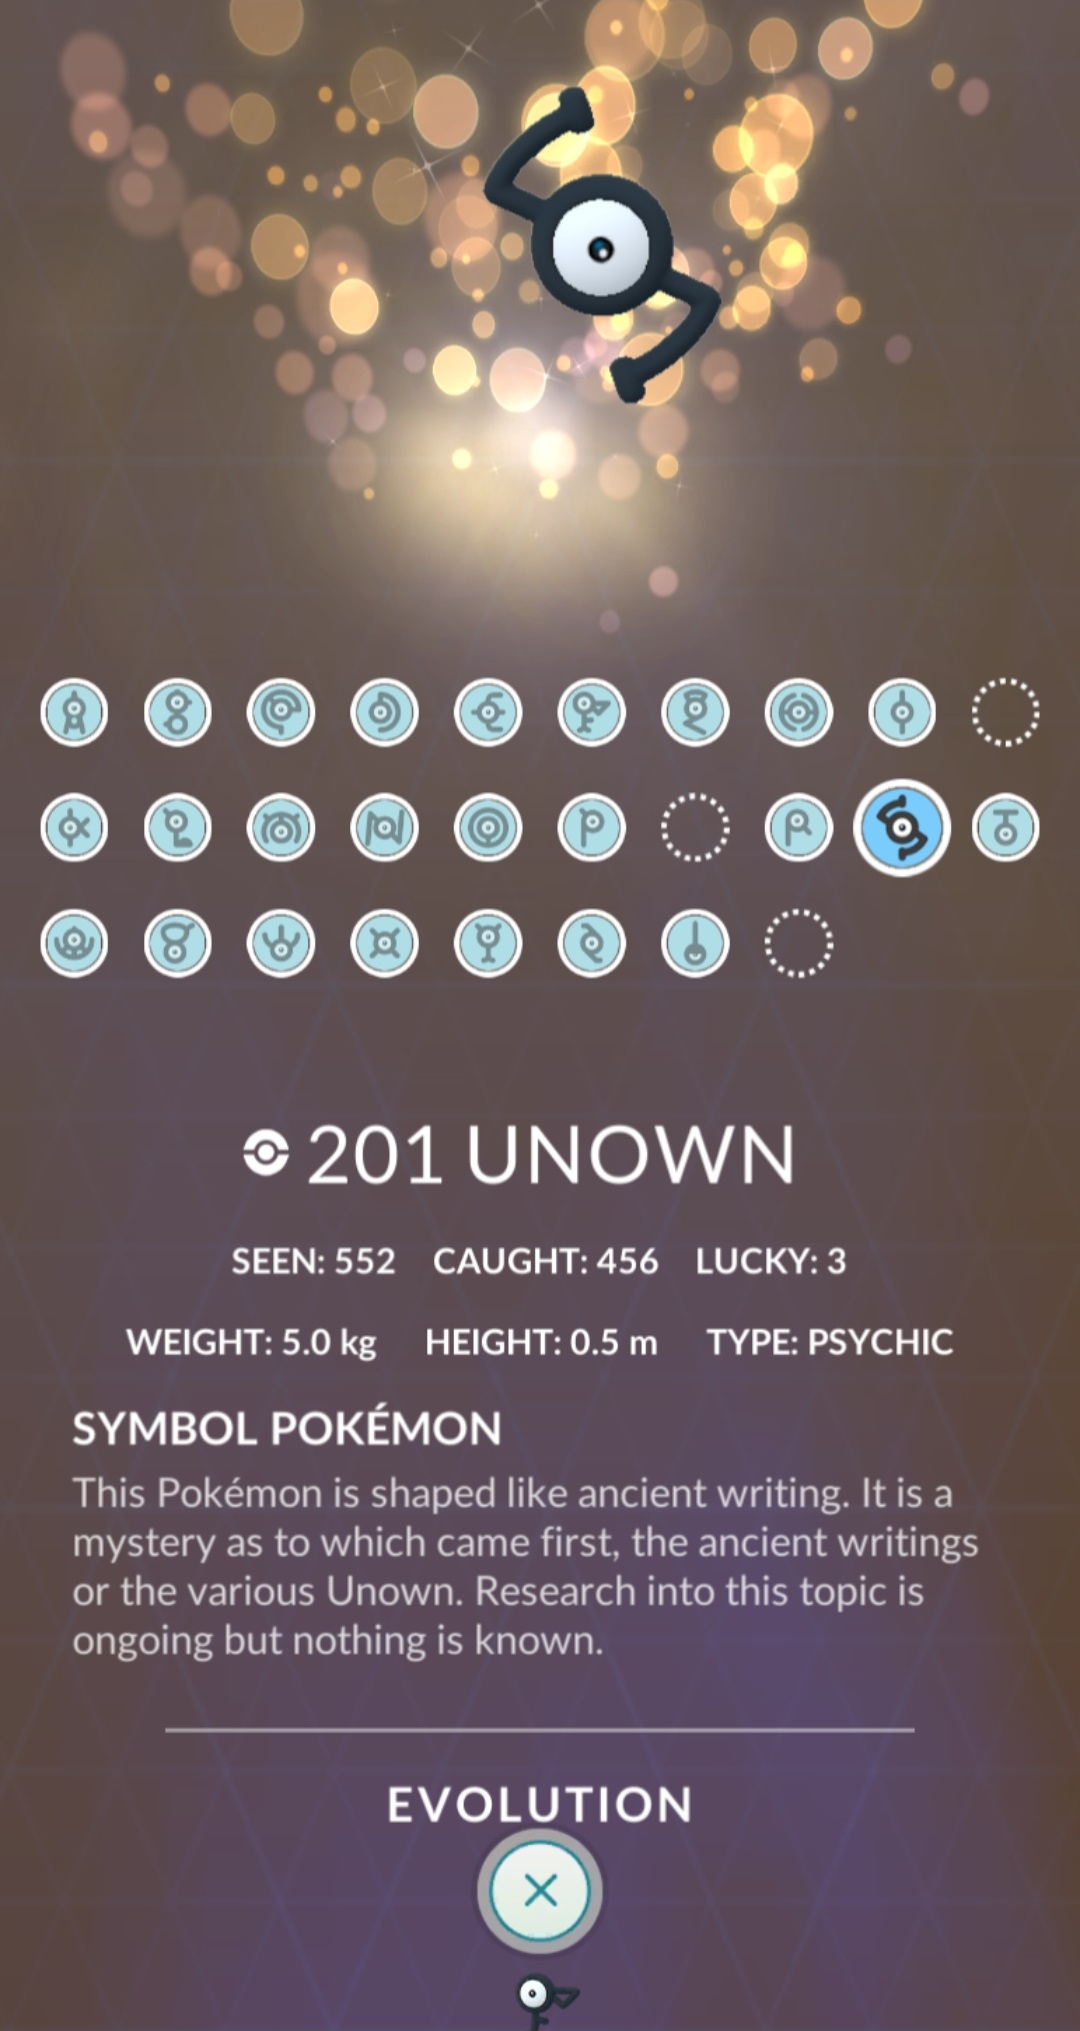 201 UNOWN
SEEN: 552 CAUGHT: 456 LUCKY: 3
WEIGHT: 5.0 kg HEIGHT: 0.5 m TYPE: PSYCHIC
SYMBOL POKÉMON
This Pokémon is shaped like ancient writing. It is a
mystery as to which came first, the ancient writings
or the various Unown. Research into this topic is
ongoing but nothing is known.
EVOLUTION